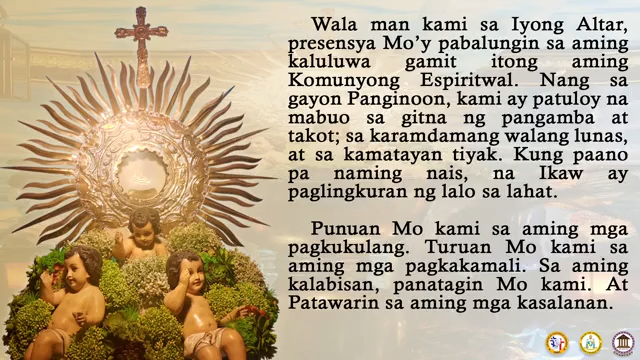 Wala man kami sa Iyong Altar,
presensya Mo’y pabalungin sa aming
kaluluwa gamit itong aming
Komunyong Espiritwal. Nang sa
gayon Panginoon, kami ay patuloy na
mabuo sa gitna ng pangamba at
takot; sa karamdamang walang lunas,
at sa kamatayan tiyak. Kung paano
pa naming nais, na Ikaw ay
paglingkuran ng lalo sa lahat.
Punuan Mo kami sa aming mga
pagkukulang. Turuan Mo kami sa
aming mga pagkakamali. Sa aming
kalabisan, panatagin Mo kami. At
Patawarin sa aming mga kasalanan.